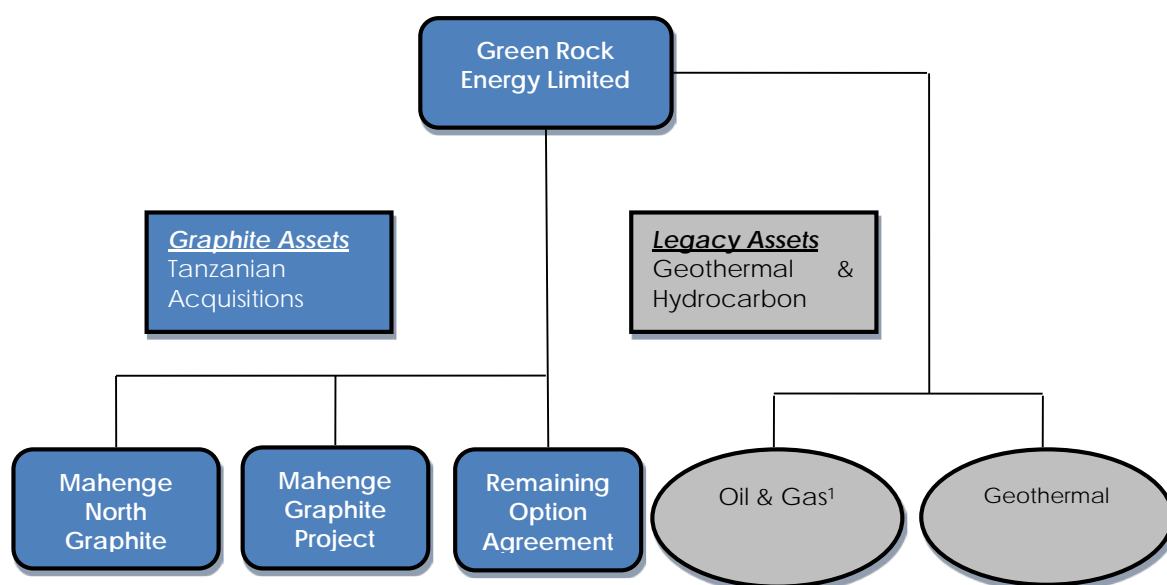 Green Rock
Energy Limited
Graphite Assets
Tanzanian
Acquisitions
Legacy Assets
Geothermal &
Hydrocarbon
Mahenge
North
Graphite
Mahenge
Graphite
Project
Remaining
Option
Agreement
Oil & Gas¹
Geothermal